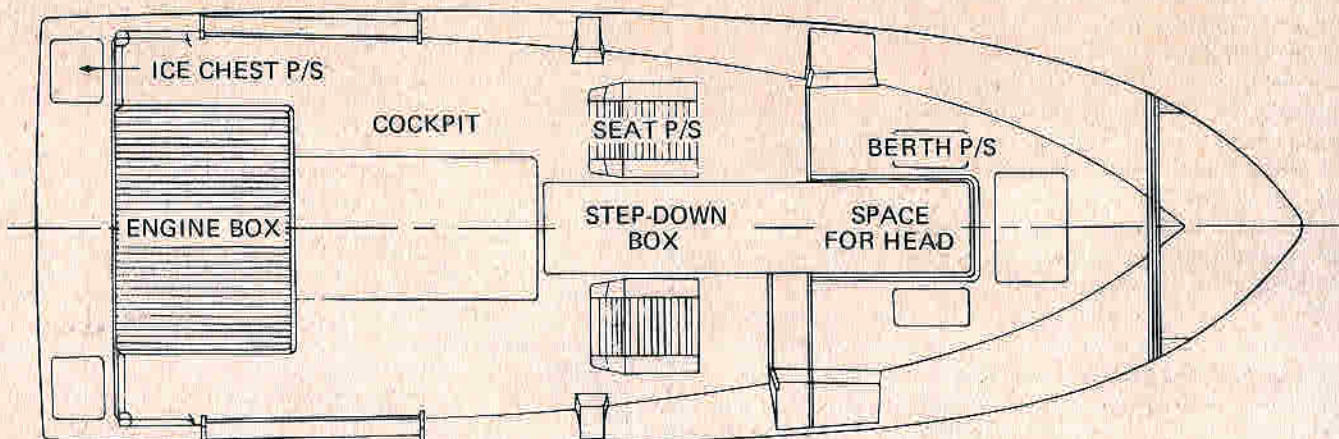 ICE CHEST P/S
COCKPIT
SEAT P/S
BERTH P/S
ENGINE BOX
STEP-DOWN
BOX
SPACE
FOR HEAD